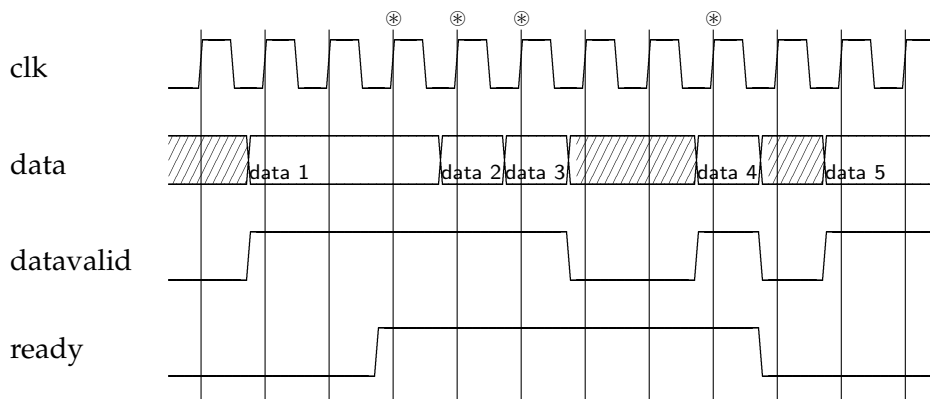 ⊛ ⊛ ⊛ ⊛
clk
data
data 1 data 2 data 3 data 4 data 5
datavalid
ready